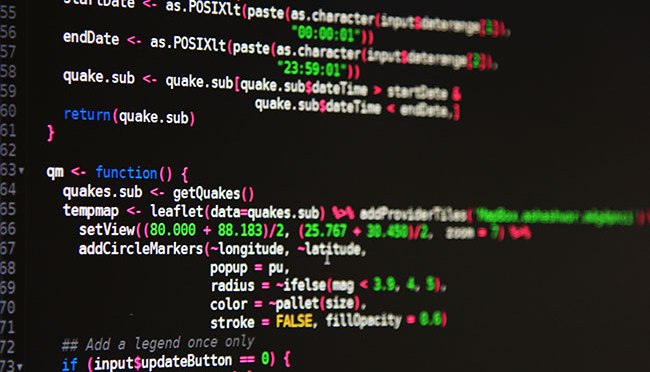 55 startDate <- as.POSIXlt(paste(as.character(input$daterange[1]),
56 "00:00:01"))
57 endDate <- as.POSIXlt(paste(as.character(input$daterange[2]),
58 "23:59:01"))
59 quake.sub <- quake.sub[quake.sub$dateTime > startDate &
quake.sub$dateTime < endDate,]
60 return(quake.sub)
61 }
62
63 qm <- function() {
64 quakes.sub <- getQuakes()
65 tempmap <- leaflet(data=quakes.sub) %>% addProviderTiles(
66 setView((80.000 + 88.183)/2, (25.767 + 30.450)/2, zoom = 7) %>%
67 addCircleMarkers(~longitude, ~latitude,
68 popup = pu,
69 radius = ~ifelse(mag < 3.9, 4, 5),
70 color = ~pallet(size),
71 stroke = FALSE, fillOpacity = 0.6)
72 ## Add a legend once only
73 if (input$updateButton == 0) {